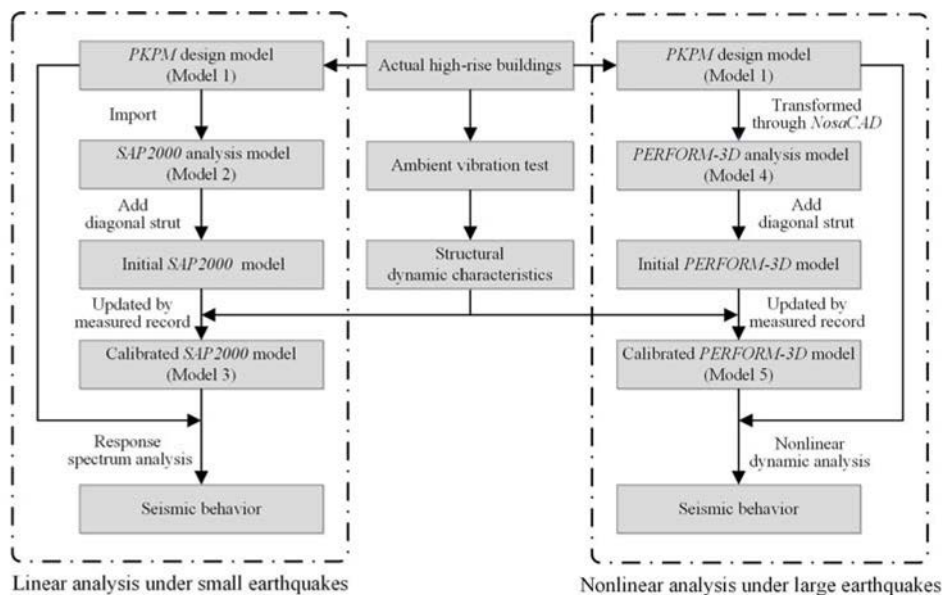 PKPM design model
(Model 1)
Import
SAP2000 analysis model
(Model 2)
Add
diagonal strut
Initial SAP2000 model
Updated by
measured record
Calibrated SAP2000 model
(Model 3)
Response
spectrum analysis
Seismic behavior
Linear analysis under small earthquakes
Actual high-rise buildings
Ambient vibration test
Structural
dynamic characteristics
PKPM design model
(Model 1)
Transformed
through NosaCAD
PERFORM-3D analysis model
(Model 4)
Add
diagonal strut
Initial PERFORM-3D model
Updated by
measured record
Calibrated PERFORM-3D model
(Model 5)
Nonlinear
dynamic analysis
Seismic behavior
Nonlinear analysis under large earthquakes